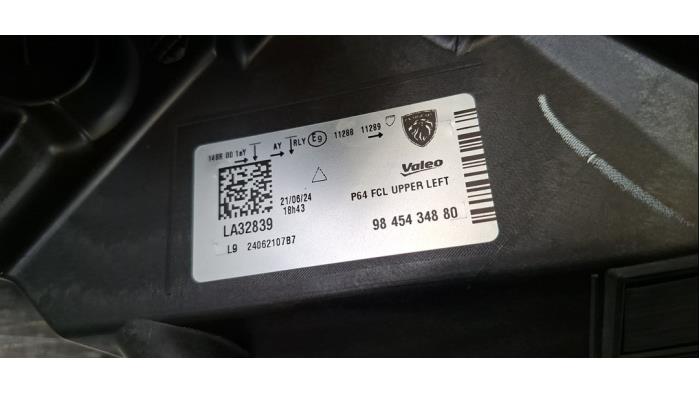 148R 00 1aY AY RLY E9 11288 11289
Valeo
21/06/24
18h43
P64 FCL UPPER LEFT
LA32839
98 454 348 80
L9 24062107B7